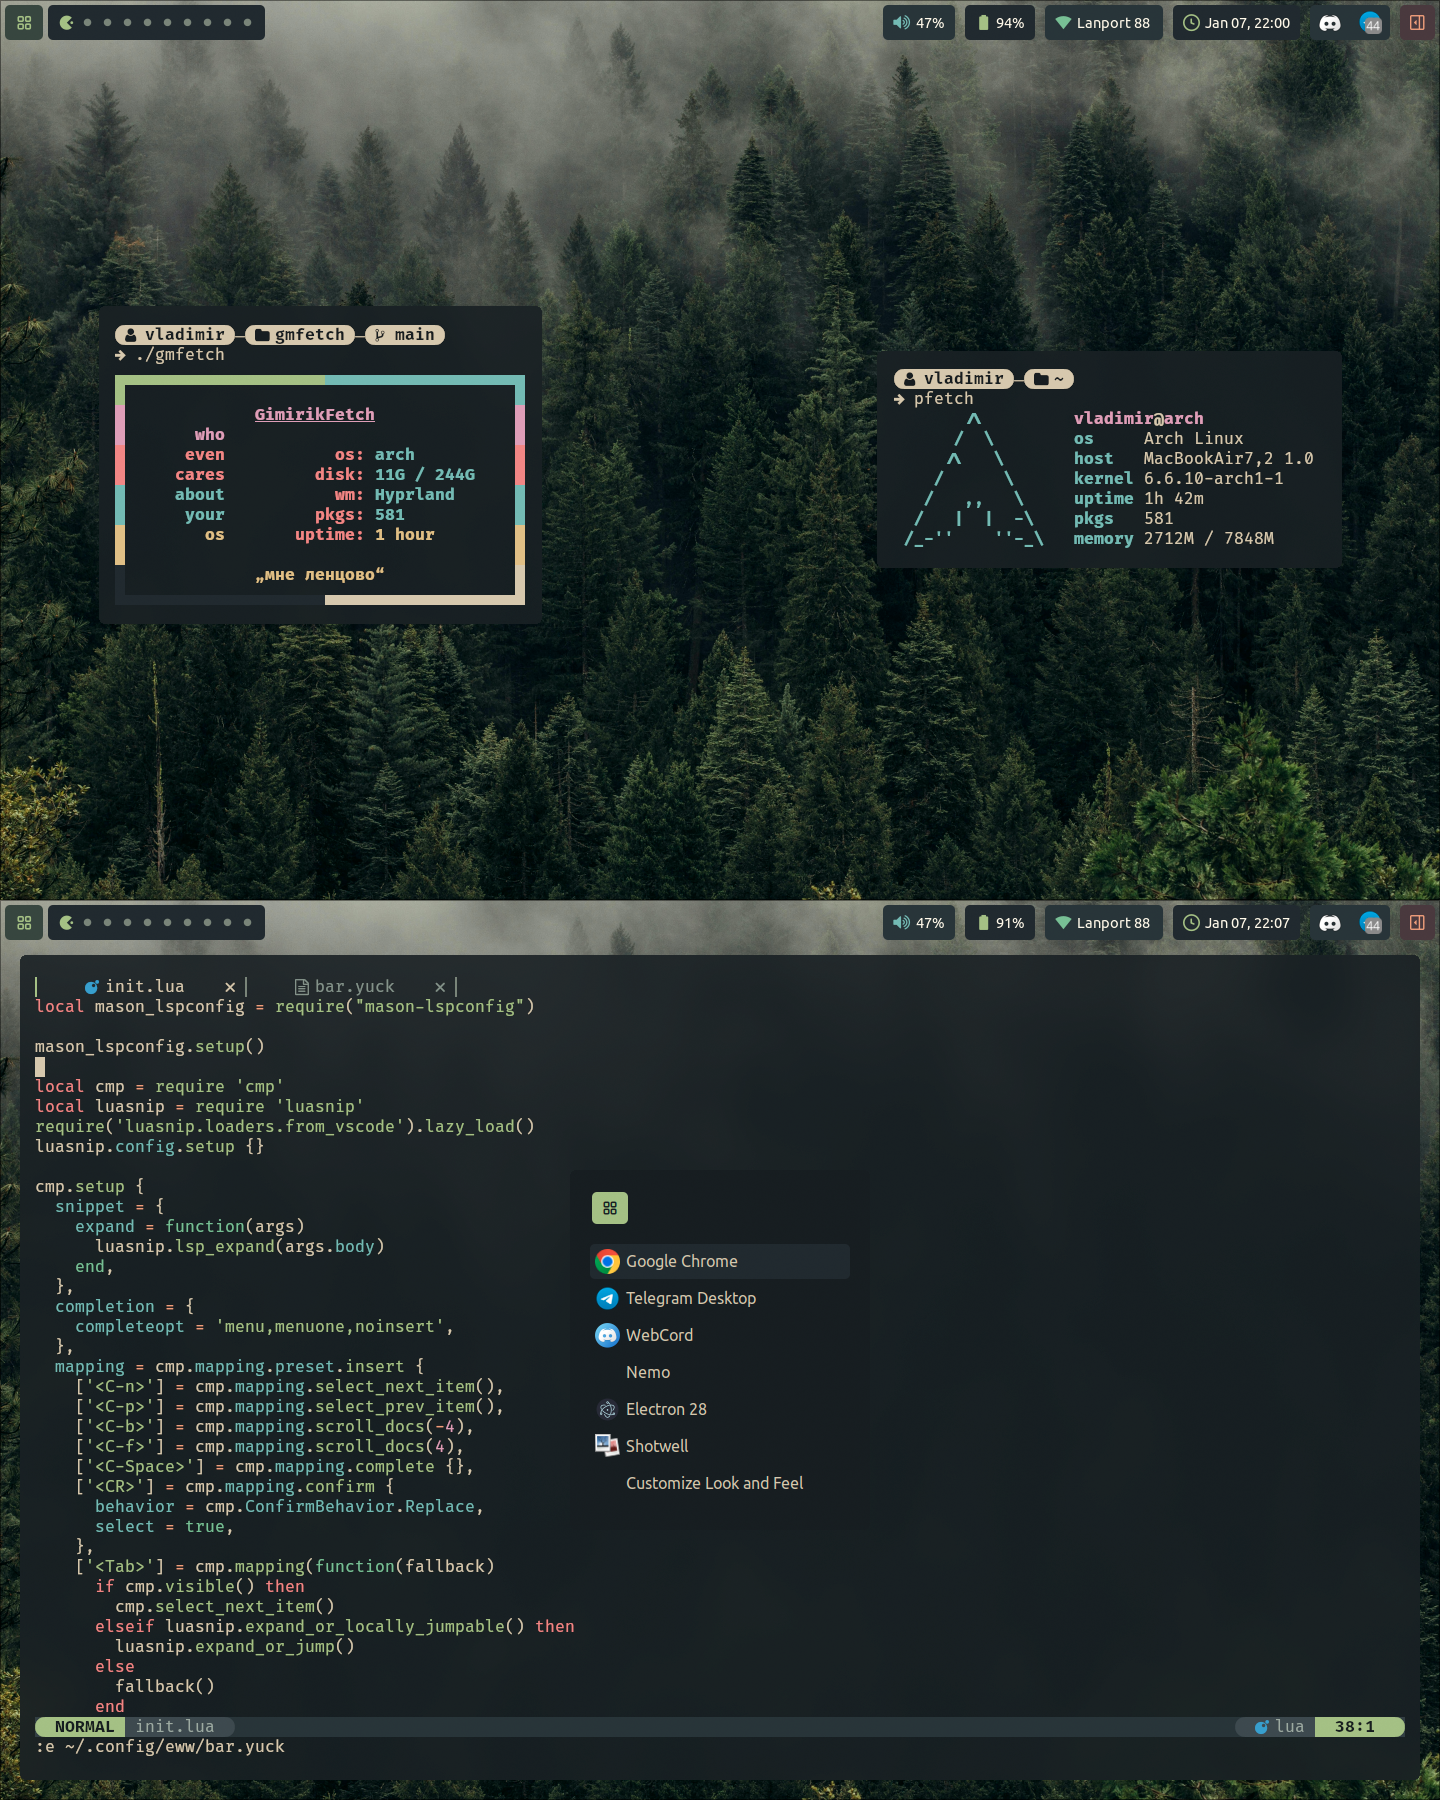 47%
94%
Lanport 88
Jan 07, 22:00
44
vladimir gmfetch main
➜ ./gmfetch
GimirikFetch
who
even os: arch
cares disk: 11G / 244G
about wm: Hyprland
your pkgs: 581
os uptime: 1 hour
„мне ленцово“
vladimir ~
➜ pfetch
vladimir@arch
os Arch Linux
host MacBookAir7,2 1.0
kernel 6.6.10-arch1-1
uptime 1h 42m
pkgs 581
memory 2712M / 7848M
47%
91%
Lanport 88
Jan 07, 22:07
44
init.lua × bar.yuck ×
local mason_lspconfig = require("mason-lspconfig")
mason_lspconfig.setup()
local cmp = require 'cmp'
local luasnip = require 'luasnip'
require('luasnip.loaders.from_vscode').lazy_load()
luasnip.config.setup {}
cmp.setup {
  snippet = {
    expand = function(args)
      luasnip.lsp_expand(args.body)
    end,
  },
  completion = {
    completeopt = 'menu,menuone,noinsert',
  },
  mapping = cmp.mapping.preset.insert {
    ['<C-n>'] = cmp.mapping.select_next_item(),
    ['<C-p>'] = cmp.mapping.select_prev_item(),
    ['<C-b>'] = cmp.mapping.scroll_docs(-4),
    ['<C-f>'] = cmp.mapping.scroll_docs(4),
    ['<C-Space>'] = cmp.mapping.complete {},
    ['<CR>'] = cmp.mapping.confirm {
      behavior = cmp.ConfirmBehavior.Replace,
      select = true,
    },
    ['<Tab>'] = cmp.mapping(function(fallback)
      if cmp.visible() then
        cmp.select_next_item()
      elseif luasnip.expand_or_locally_jumpable() then
        luasnip.expand_or_jump()
      else
        fallback()
      end
Google Chrome
Telegram Desktop
WebCord
Nemo
Electron 28
Shotwell
Customize Look and Feel
NORMAL init.lua lua 38:1
:e ~/.config/eww/bar.yuck